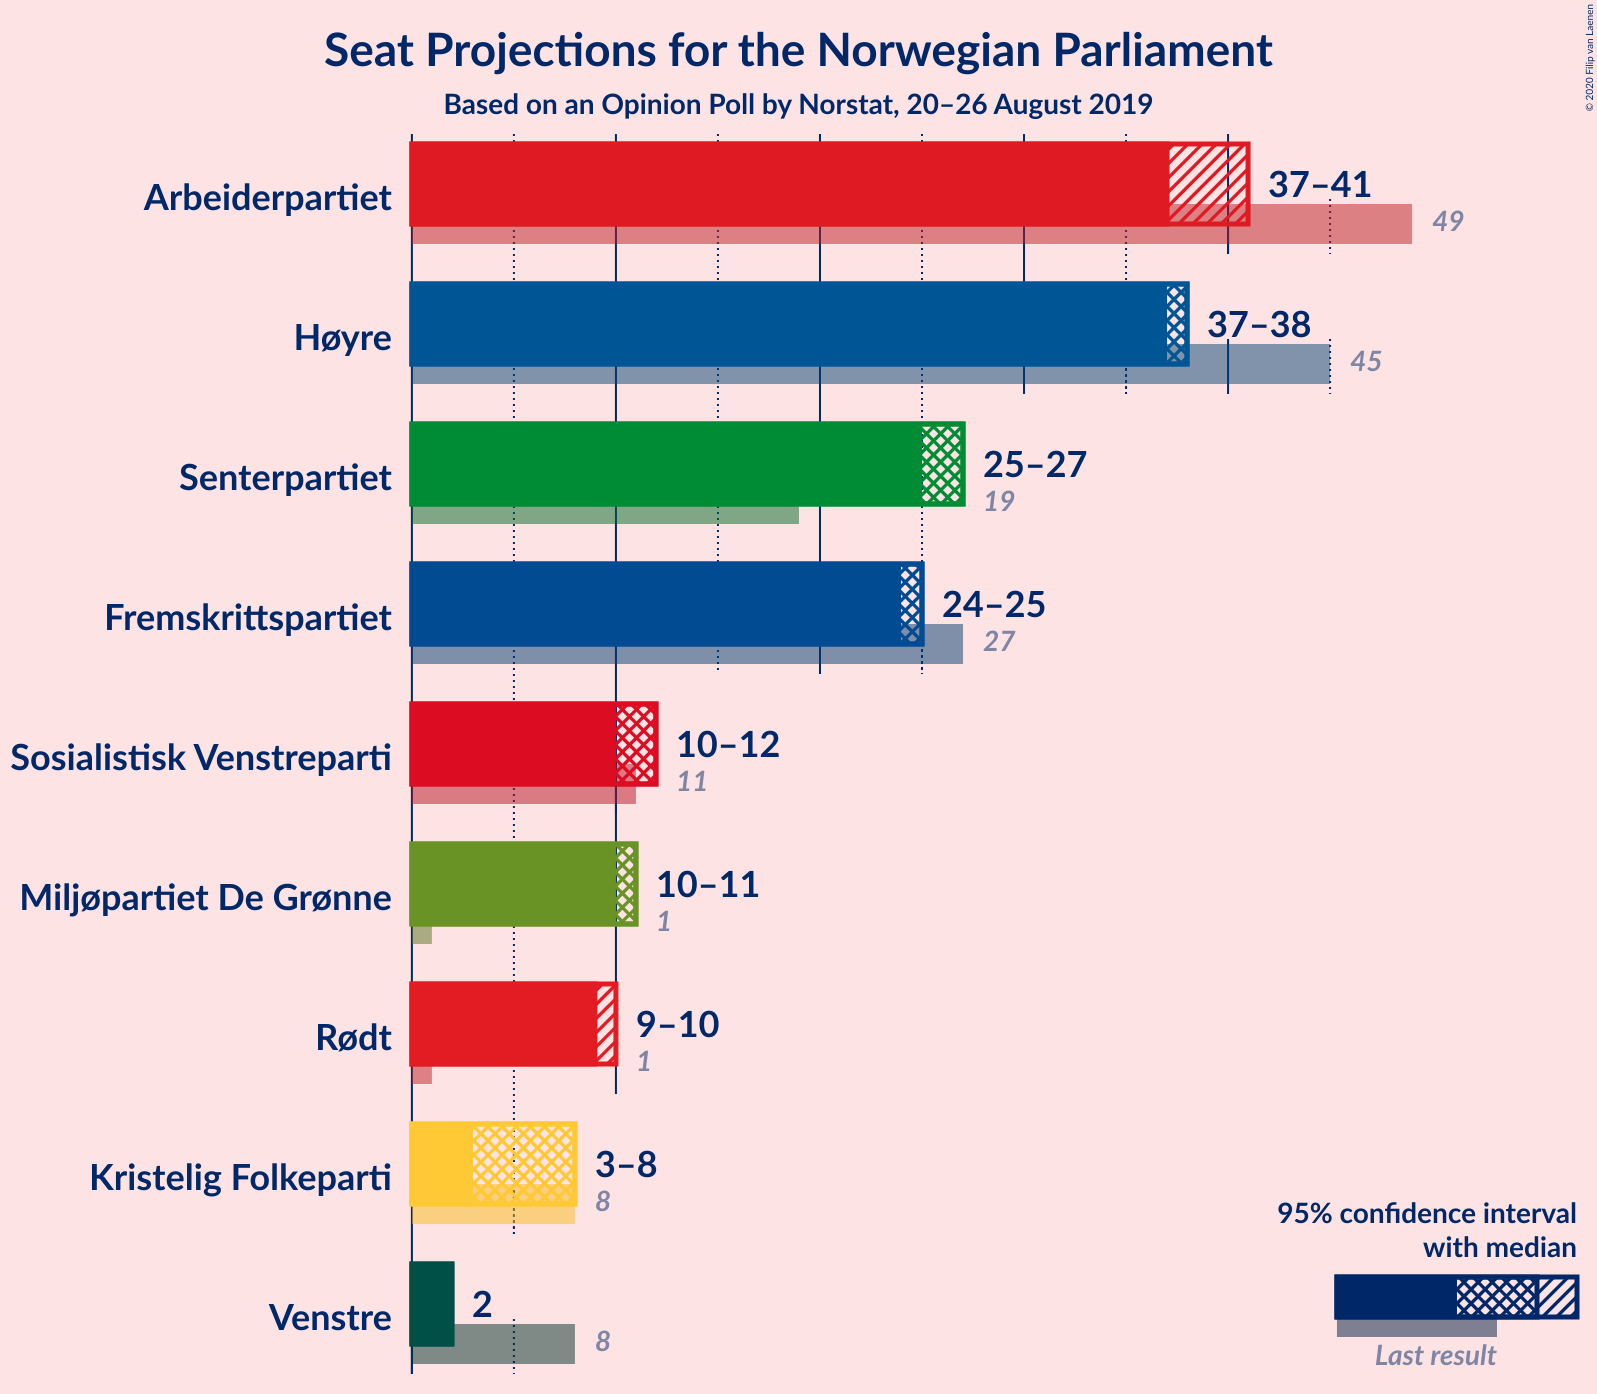 Seat Projections for the Norwegian Parliament
Based on an Opinion Poll by Norstat, 20–26 August 2019
© 2020 Filip van Laenen
Arbeiderpartiet
37–41
49
Høyre
37–38
45
Senterpartiet
25–27
19
Fremskrittspartiet
24–25
27
Sosialistisk Venstreparti
10–12
11
Miljøpartiet De Grønne
10–11
1
Rødt
9–10
1
Kristelig Folkeparti
3–8
8
Venstre
2
8
95% confidence interval
with median
Last result